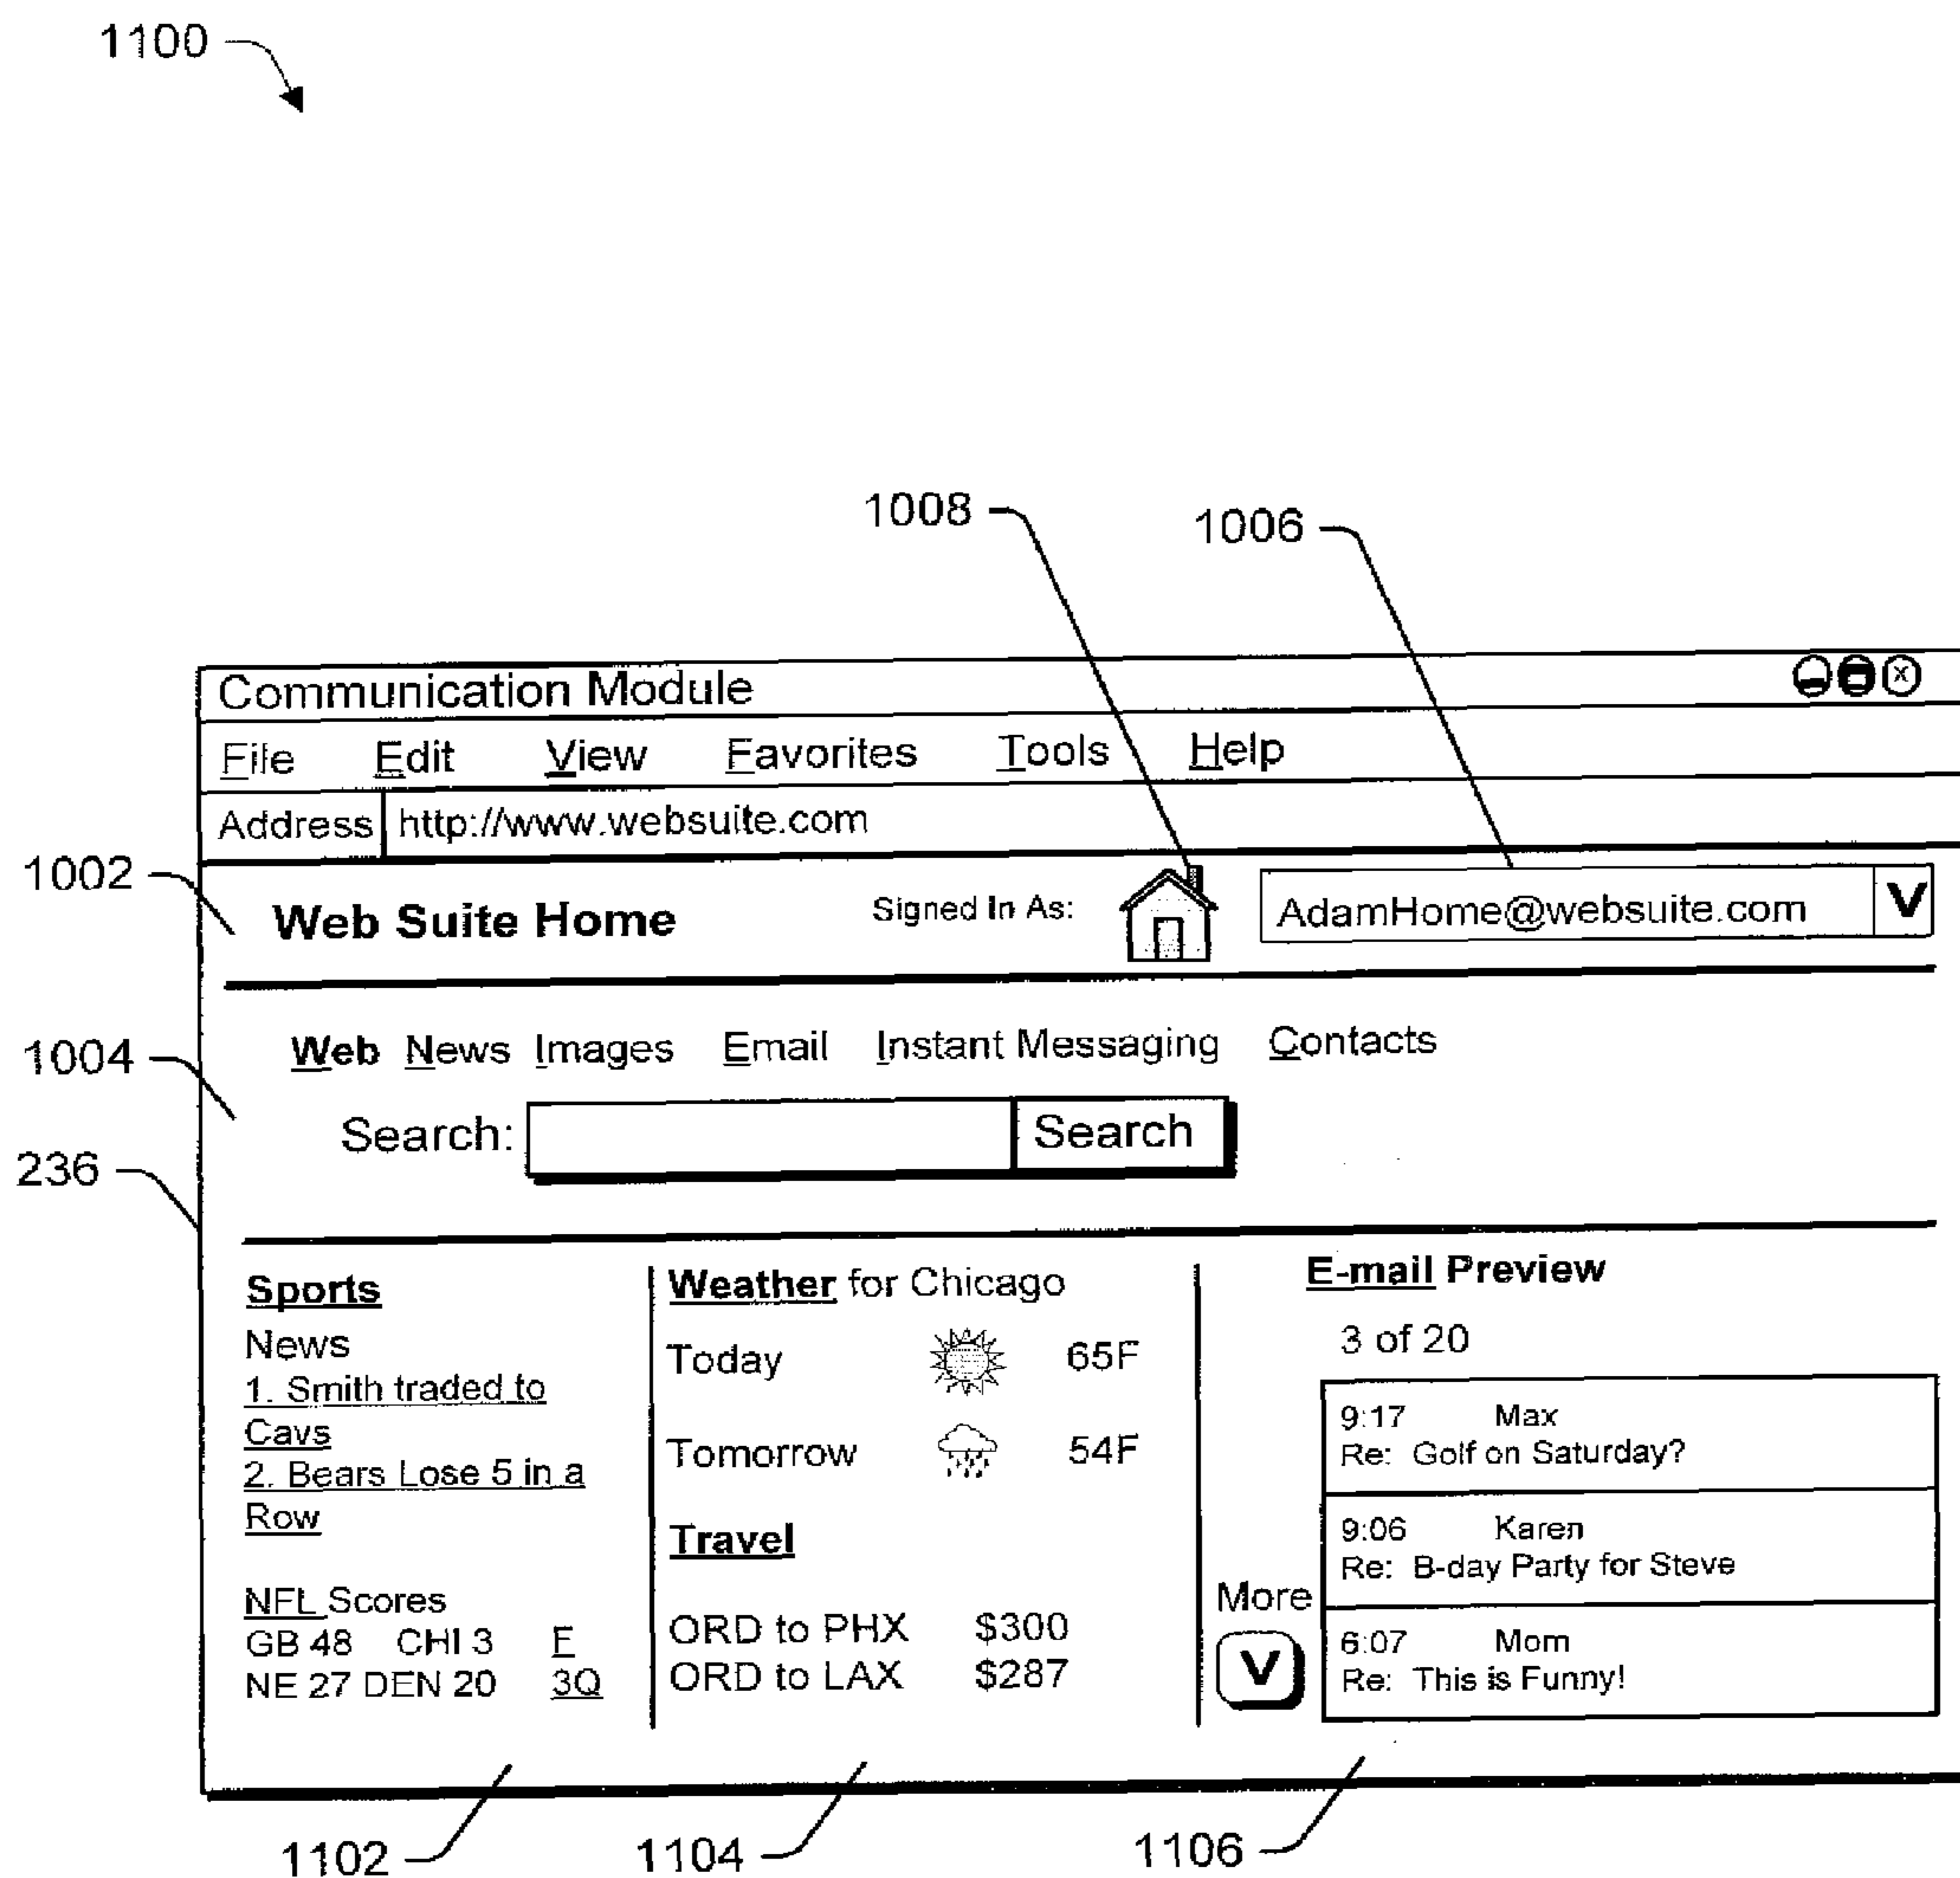 1100
1008
1006
Communication Module
File Edit View Favorites Tools Help
Address http://www.websuite.com
1002
Web Suite Home Signed In As: AdamHome@websuite.com V
1004
Web News Images Email Instant Messaging Contacts
Search: Search
236
Sports
News
1. Smith traded to
Cavs
2. Bears Lose 5 in a
Row
NFL Scores
GB 48 CHI 3 F
NE 27 DEN 20 3Q
Weather for Chicago
Today 65F
Tomorrow 54F
Travel
ORD to PHX $300
ORD to LAX $287
E-mail Preview
3 of 20
9:17 Max
Re: Golf on Saturday?
9:06 Karen
Re: B-day Party for Steve
6:07 Mom
Re: This is Funny!
More
V
1102
1104
1106